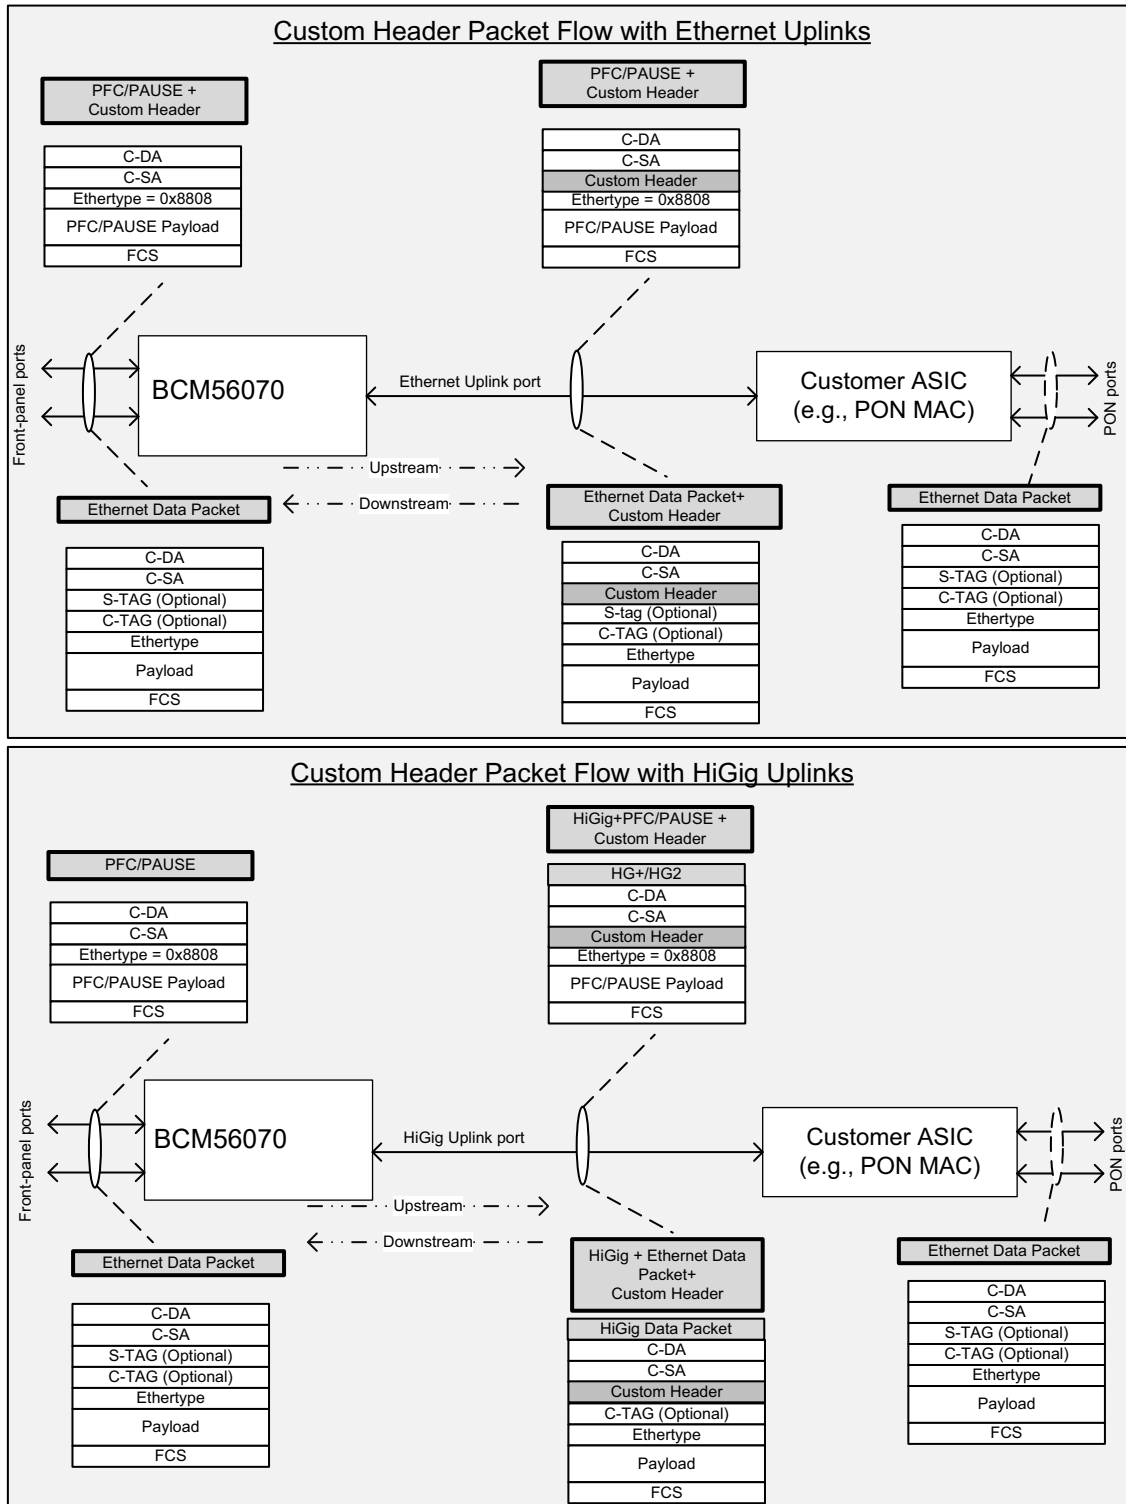 Custom Header Packet Flow with Ethernet Uplinks
PFC/PAUSE +
Custom Header
C-DA
C-SA
Ethertype = 0x8808
PFC/PAUSE Payload
FCS
PFC/PAUSE +
Custom Header
C-DA
C-SA
Custom Header
Ethertype = 0x8808
PFC/PAUSE Payload
FCS
Front-panel ports
BCM56070
Ethernet Uplink port
Customer ASIC
(e.g., PON MAC)
PON ports
Upstream
Downstream
Ethernet Data Packet
C-DA
C-SA
S-TAG (Optional)
C-TAG (Optional)
Ethertype
Payload
FCS
Ethernet Data Packet+
Custom Header
C-DA
C-SA
Custom Header
S-tag (Optional)
C-TAG (Optional)
Ethertype
Payload
FCS
Ethernet Data Packet
C-DA
C-SA
S-TAG (Optional)
C-TAG (Optional)
Ethertype
Payload
FCS
Custom Header Packet Flow with HiGig Uplinks
PFC/PAUSE
C-DA
C-SA
Ethertype = 0x8808
PFC/PAUSE Payload
FCS
HiGig+PFC/PAUSE +
Custom Header
HG+/HG2
C-DA
C-SA
Custom Header
Ethertype = 0x8808
PFC/PAUSE Payload
FCS
Front-panel ports
BCM56070
HiGig Uplink port
Customer ASIC
(e.g., PON MAC)
PON ports
Upstream
Downstream
Ethernet Data Packet
C-DA
C-SA
S-TAG (Optional)
C-TAG (Optional)
Ethertype
Payload
FCS
HiGig + Ethernet Data
Packet+
Custom Header
HiGig Data Packet
C-DA
C-SA
Custom Header
C-TAG (Optional)
Ethertype
Payload
FCS
Ethernet Data Packet
C-DA
C-SA
S-TAG (Optional)
C-TAG (Optional)
Ethertype
Payload
FCS